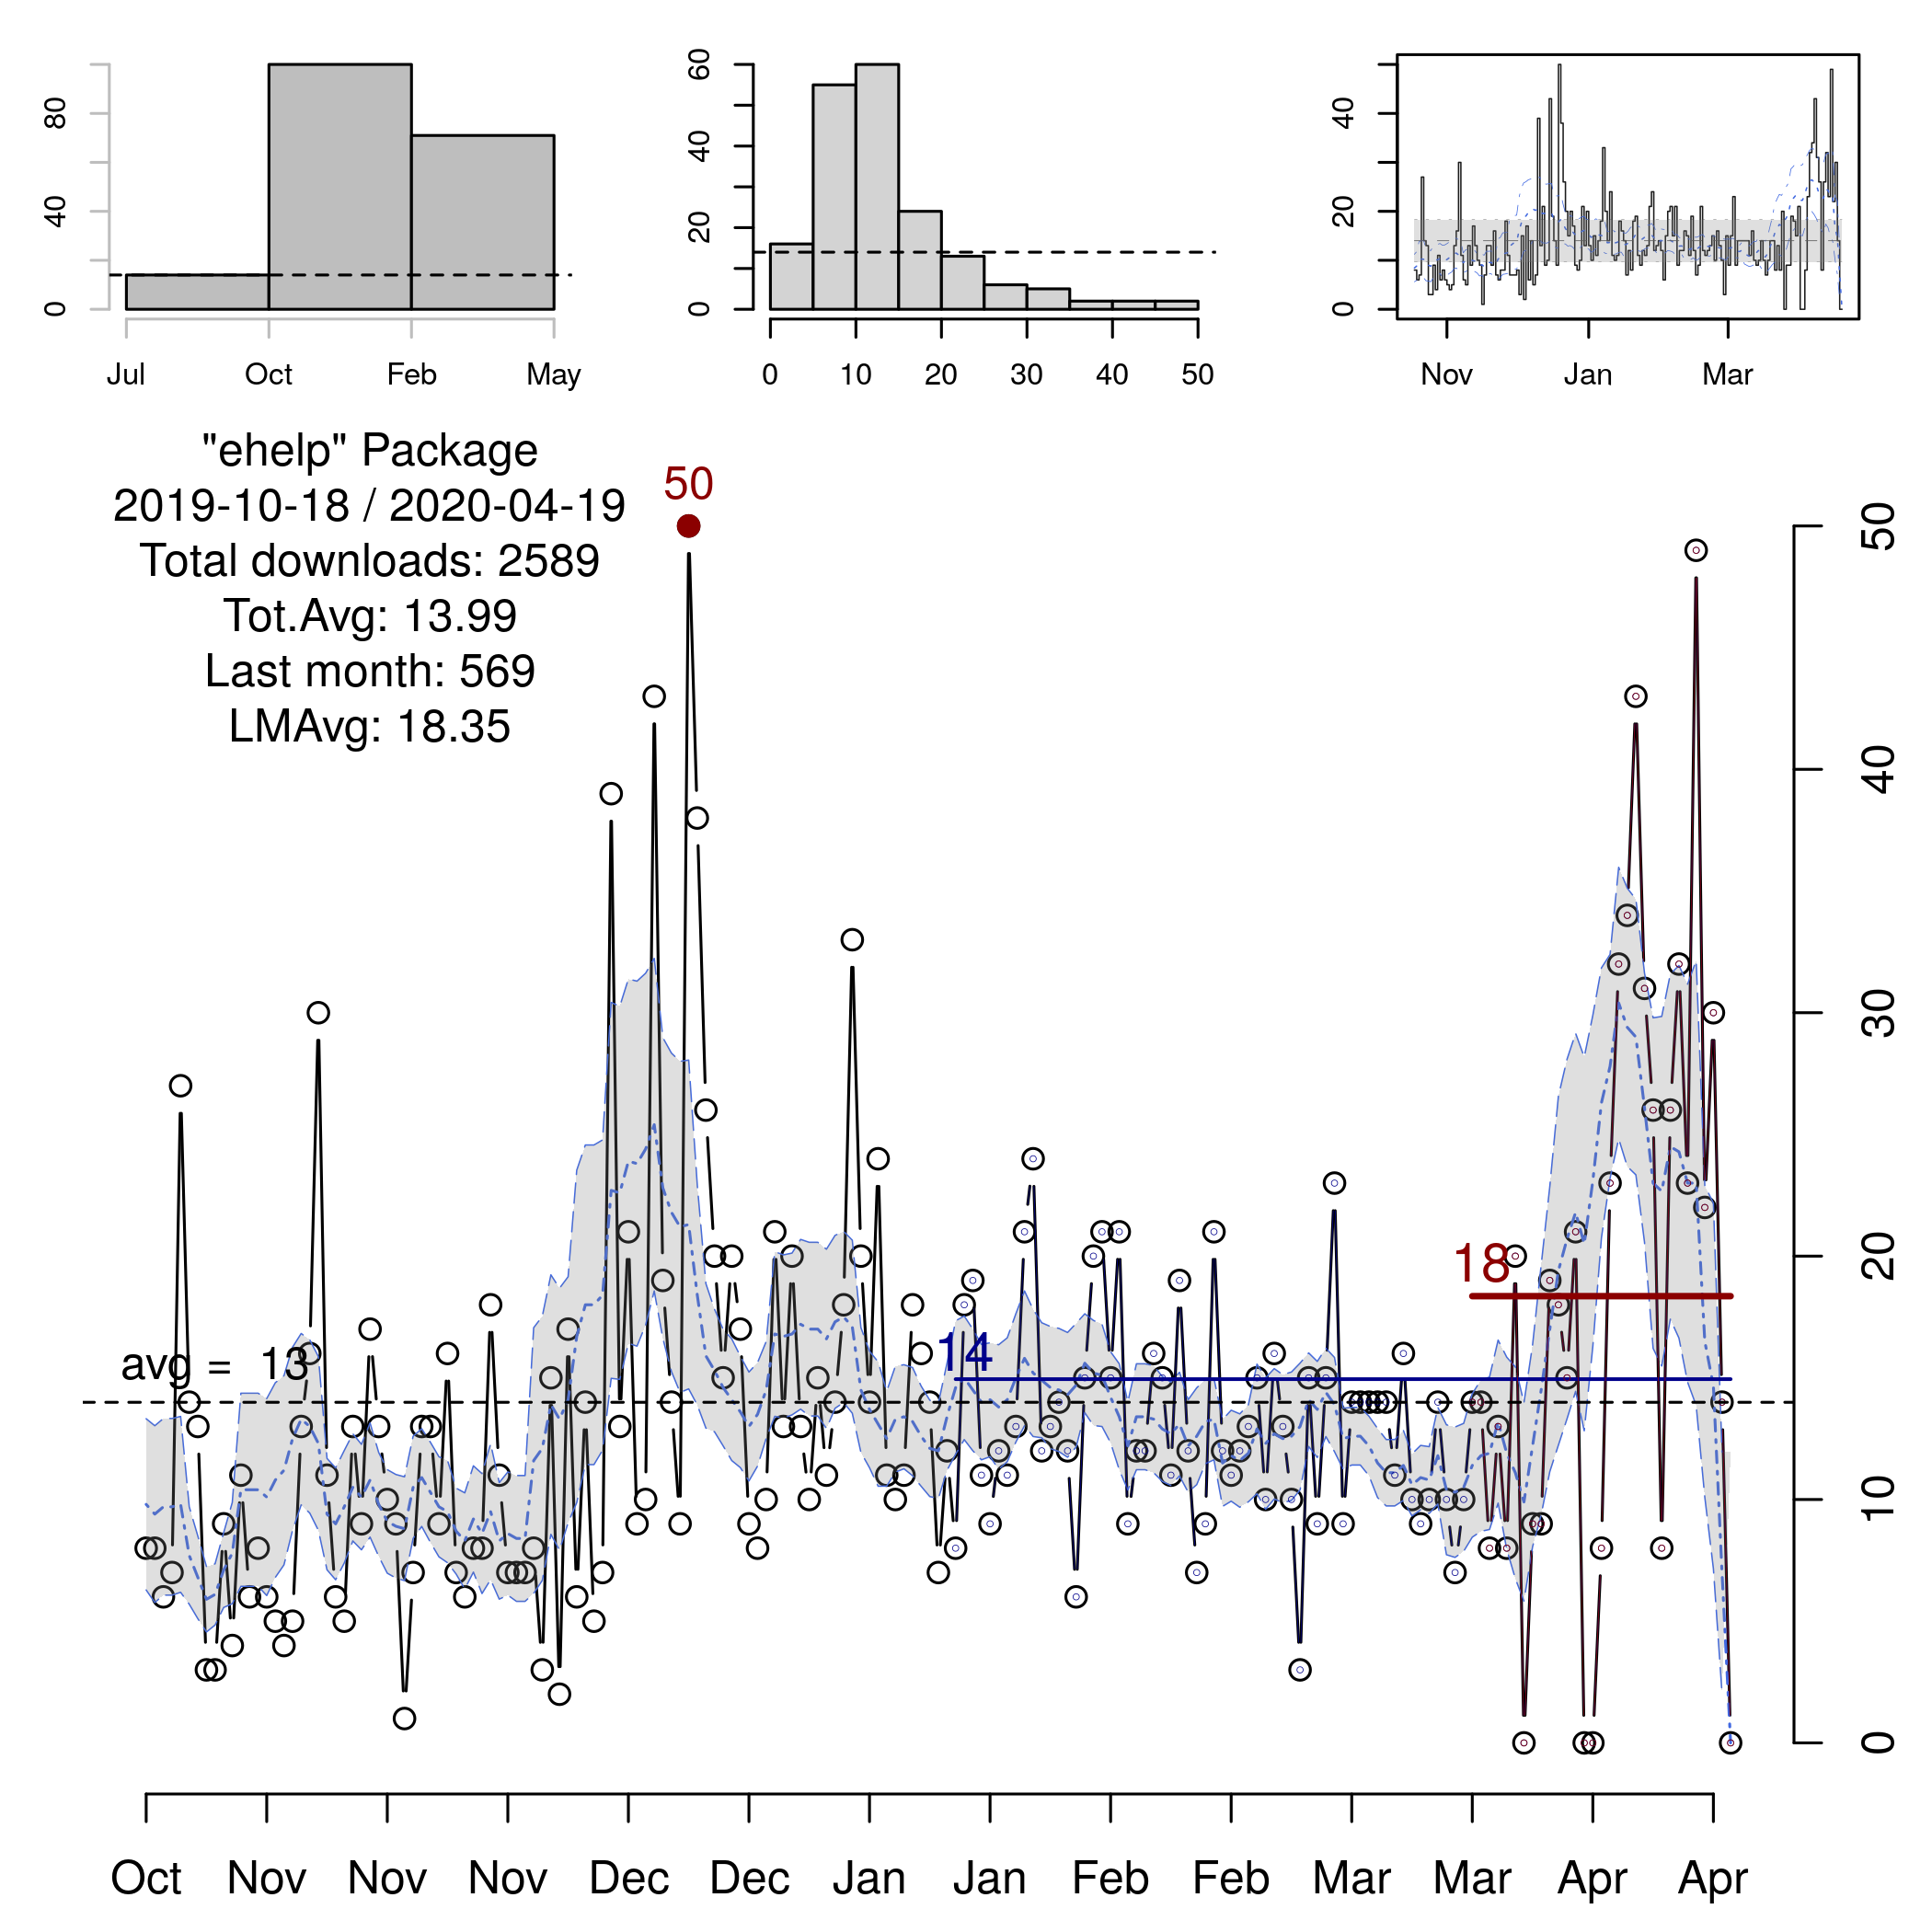 80
40
0
Jul Oct Feb May
60
40
20
0
0 10 20 30 40 50
40
20
0
Nov Jan Mar
"ehelp" Package
2019-10-18 / 2020-04-19
Total downloads: 2589
Tot.Avg: 13.99
Last month: 569
LMAvg: 18.35
50
avg = 13
14
18
50
40
30
20
10
0
Oct Nov Nov Nov Dec Dec Jan Jan Feb Feb Mar Mar Apr Apr